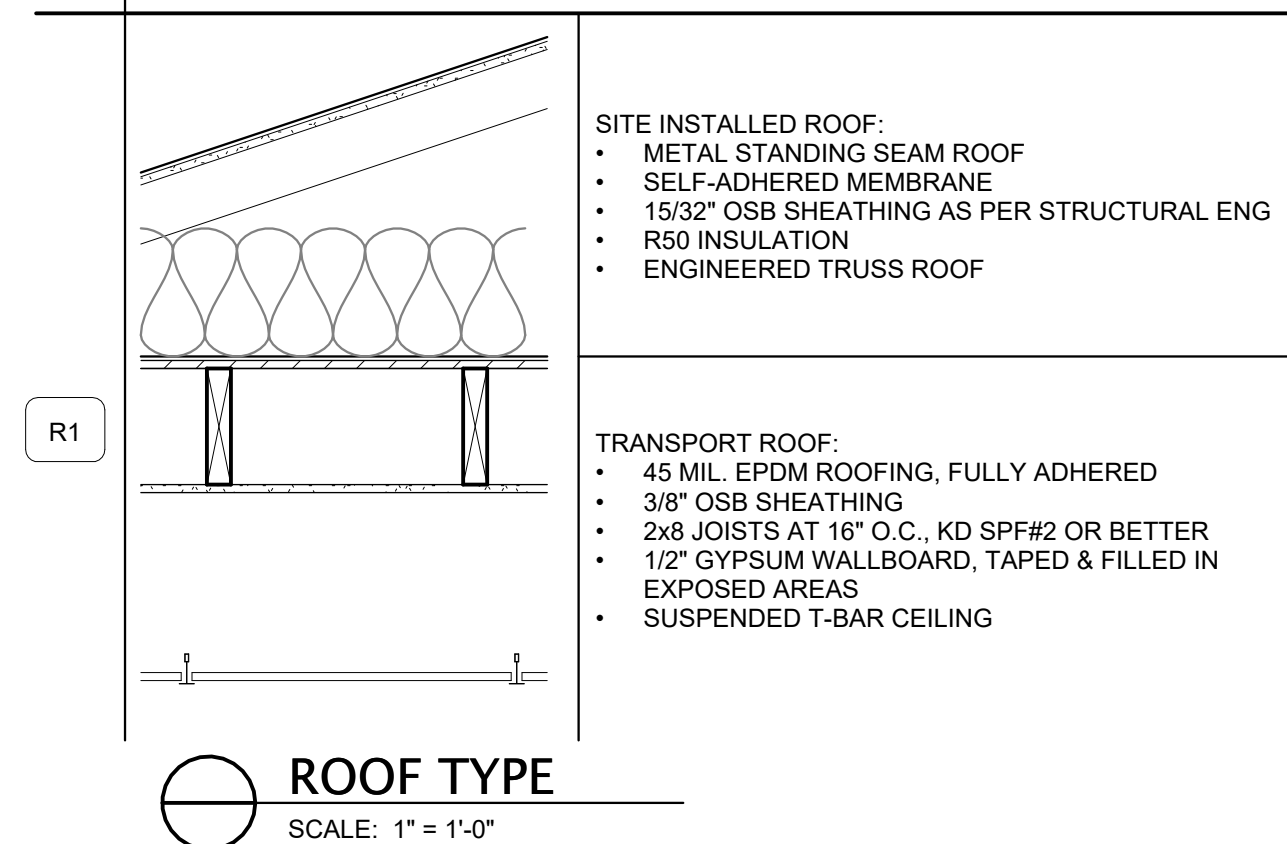 SITE INSTALLED ROOF:
• METAL STANDING SEAM ROOF
• SELF-ADHERED MEMBRANE
• 15/32" OSB SHEATHING AS PER STRUCTURAL ENG
• R50 INSULATION
• ENGINEERED TRUSS ROOF
R1
TRANSPORT ROOF:
• 45 MIL. EPDM ROOFING, FULLY ADHERED
• 3/8" OSB SHEATHING
• 2x8 JOISTS AT 16" O.C., KD SPF#2 OR BETTER
• 1/2" GYPSUM WALLBOARD, TAPED & FILLED IN
EXPOSED AREAS
• SUSPENDED T-BAR CEILING
ROOF TYPE
SCALE: 1" = 1'-0"